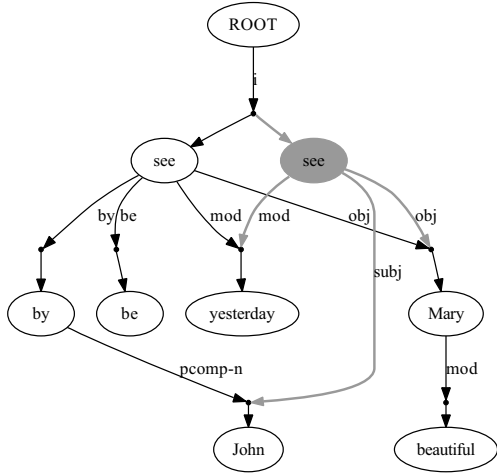 ROOT
i
see see
by be mod mod obj obj
subj
by be yesterday Mary
pcomp-n mod
John beautiful